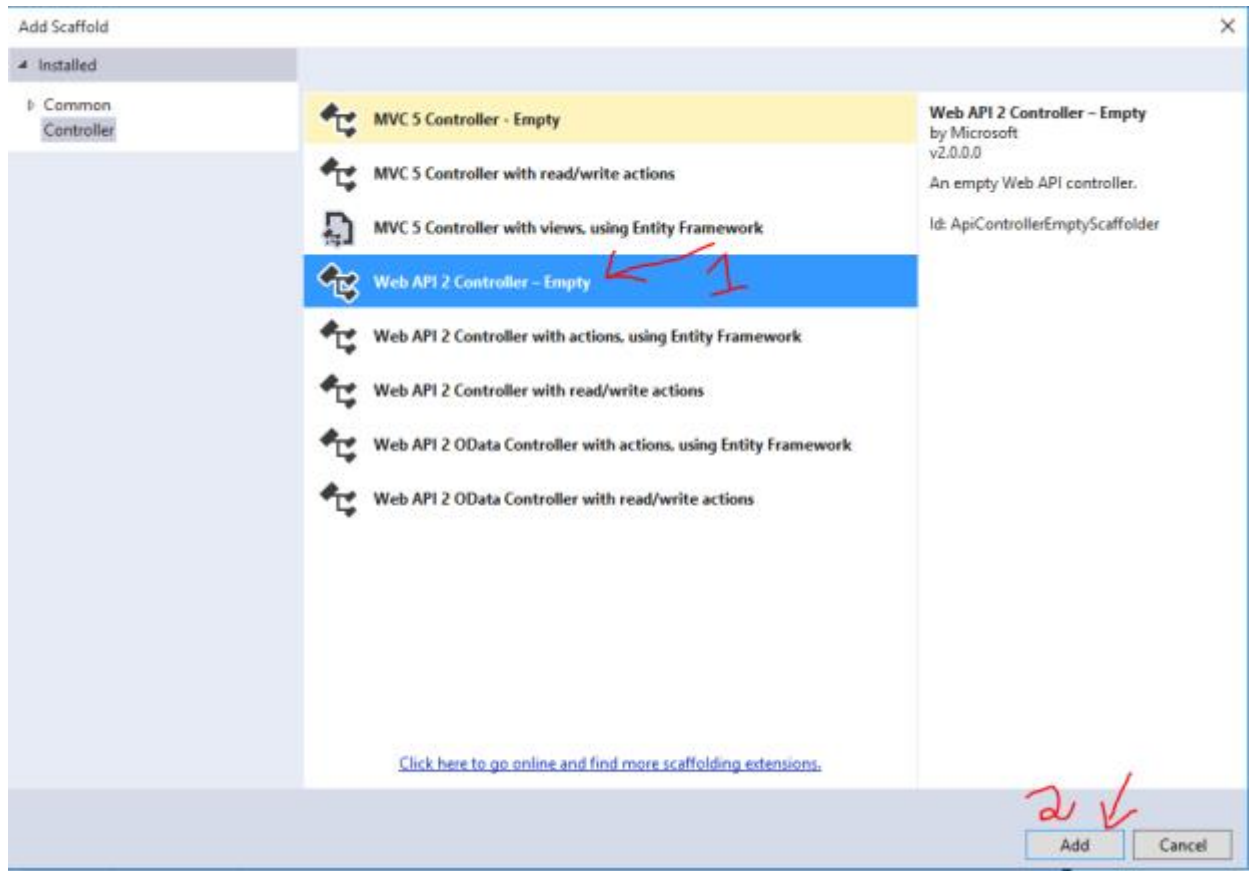 Add Scaffold
Installed
Common
Controller
MVC 5 Controller - Empty
MVC 5 Controller with read/write actions
MVC 5 Controller with views, using Entity Framework
Web API 2 Controller – Empty
1
Web API 2 Controller with actions, using Entity Framework
Web API 2 Controller with read/write actions
Web API 2 OData Controller with actions, using Entity Framework
Web API 2 OData Controller with read/write actions
Click here to go online and find more scaffolding extensions.
Web API 2 Controller – Empty
by Microsoft
v2.0.0.0
An empty Web API controller.
Id: ApiControllerEmptyScaffolder
2
Add
Cancel